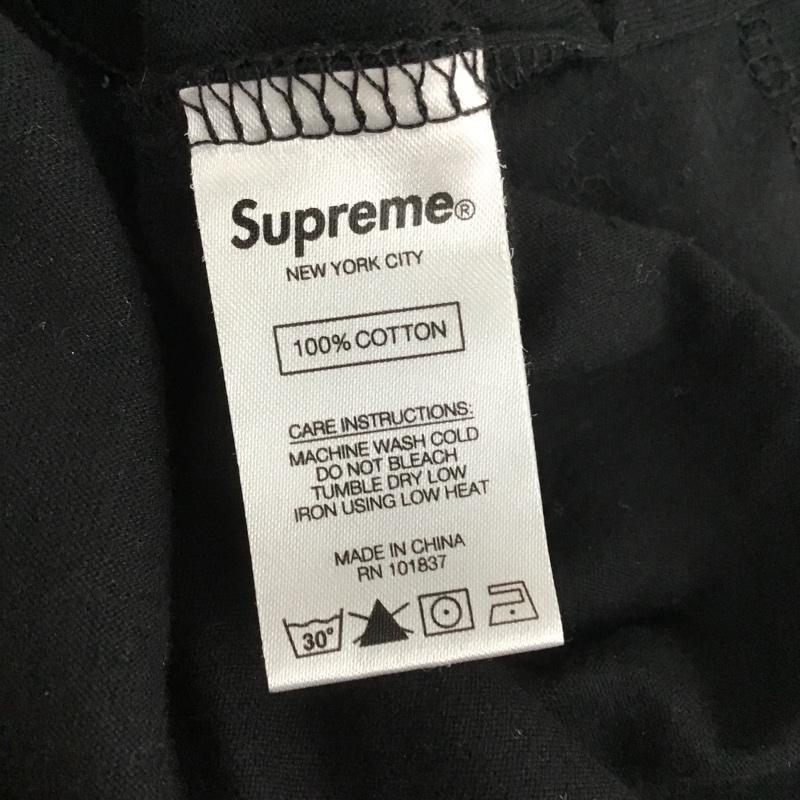 Supreme®
NEW YORK CITY
100% COTTON
CARE INSTRUCTIONS:
MACHINE WASH COLD
DO NOT BLEACH
TUMBLE DRY LOW
IRON USING LOW HEAT
MADE IN CHINA
RN 101837
30°